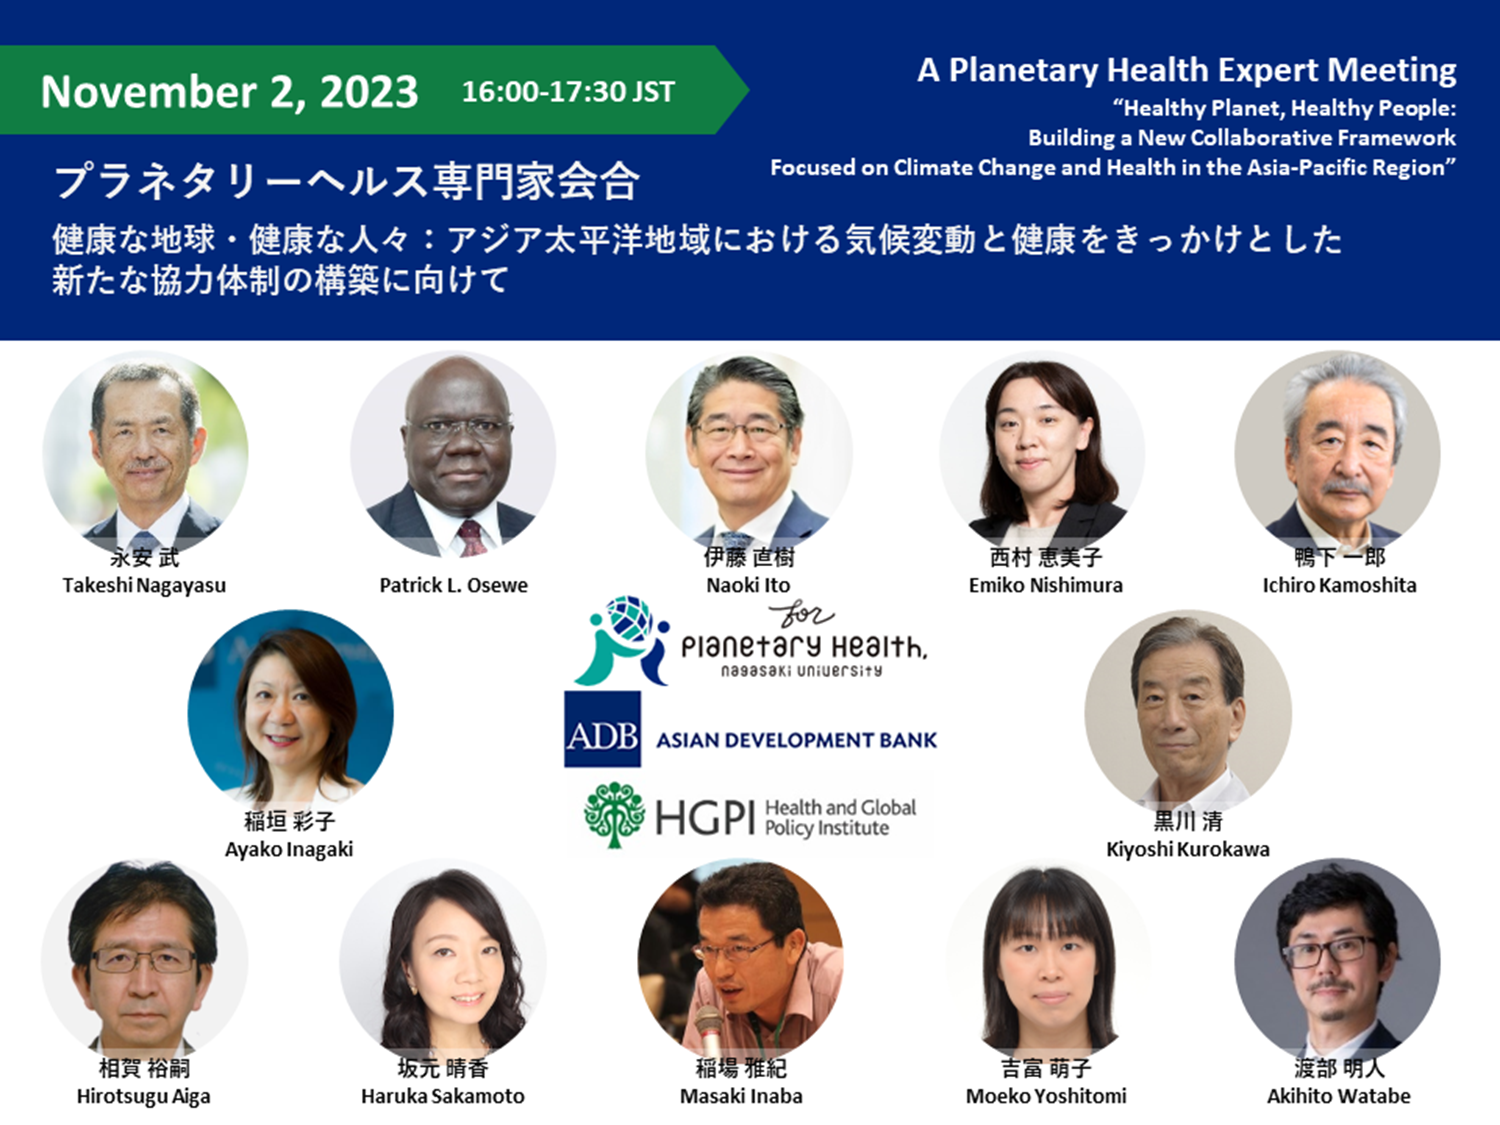 November 2, 2023 16:00-17:30 JST
A Planetary Health Expert Meeting
“Healthy Planet, Healthy People:
Building a New Collaborative Framework
Focused on Climate Change and Health in the Asia-Pacific Region”
プラネタリーヘルス専門家会合
健康な地球・健康な人々：アジア太平洋地域における気候変動と健康をきっかけとした
新たな協力体制の構築に向けて
永安 武
Takeshi Nagayasu
Patrick L. Osewe
伊藤 直樹
Naoki Ito
西村 恵美子
Emiko Nishimura
鴨下 一郎
Ichiro Kamoshita
稲垣 彩子
Ayako Inagaki
for
Planetary Health,
Nagasaki University
ADB ASIAN DEVELOPMENT BANK
HGPI Health and Global
Policy Institute
黒川 清
Kiyoshi Kurokawa
相賀 裕嗣
Hirotsugu Aiga
坂元 晴香
Haruka Sakamoto
稲場 雅紀
Masaki Inaba
吉富 萌子
Moeko Yoshitomi
渡部 明人
Akihito Watabe